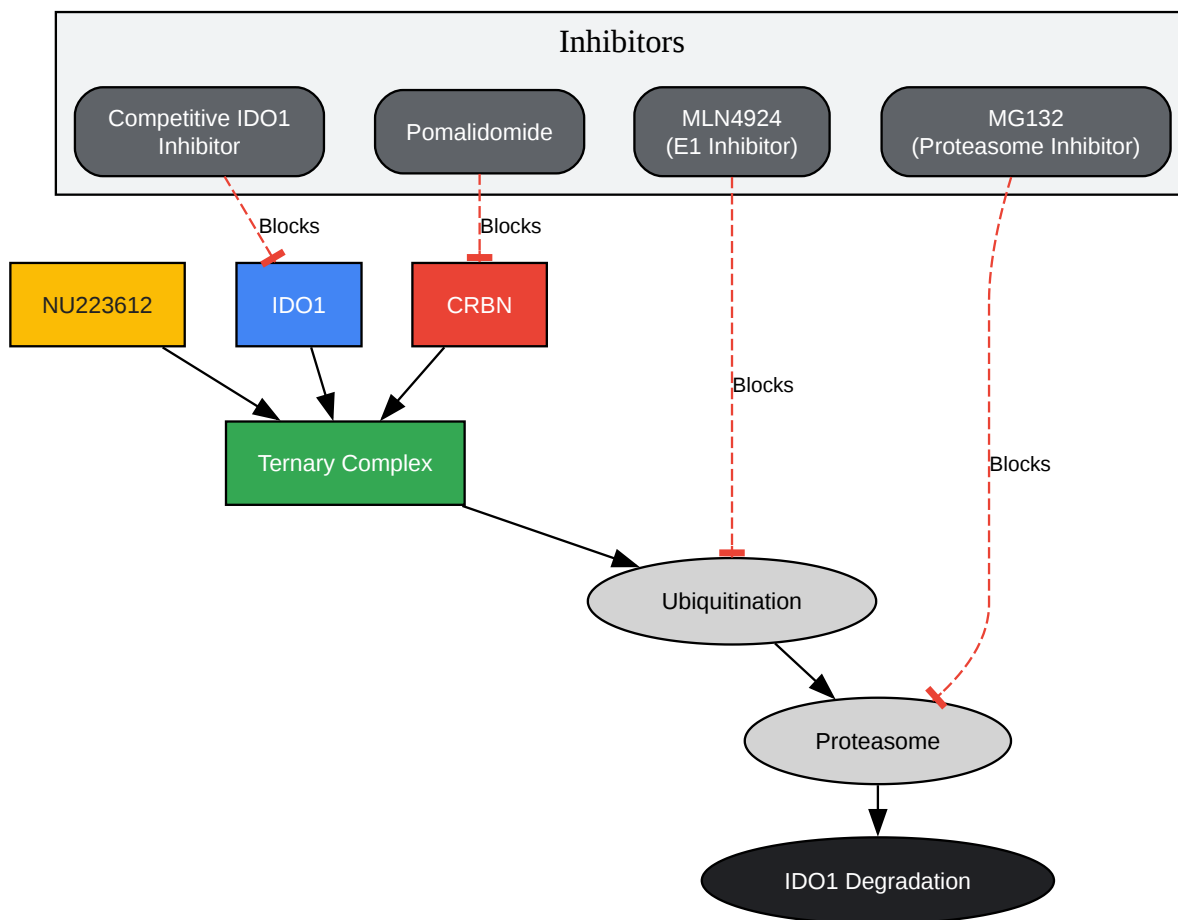 Inhibitors
Competitive IDO1
Inhibitor
Pomalidomide
MLN4924
(E1 Inhibitor)
MG132
(Proteasome Inhibitor)
Blocks
Blocks
NU223612
IDO1
CRBN
Blocks
Ternary Complex
Blocks
Ubiquitination
Proteasome
IDO1 Degradation